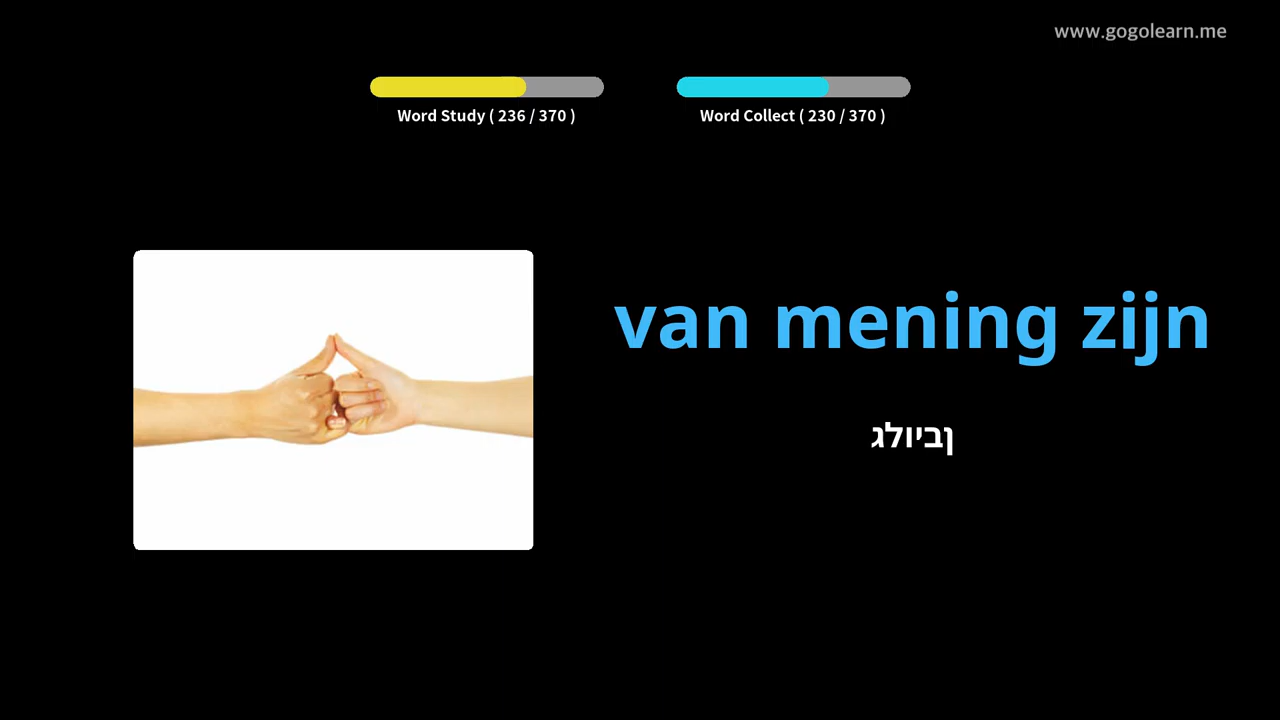 www.gogolearn.me
Word Study ( 236 / 370 )
Word Collect ( 230 / 370 )
van mening zijn
ןביולג